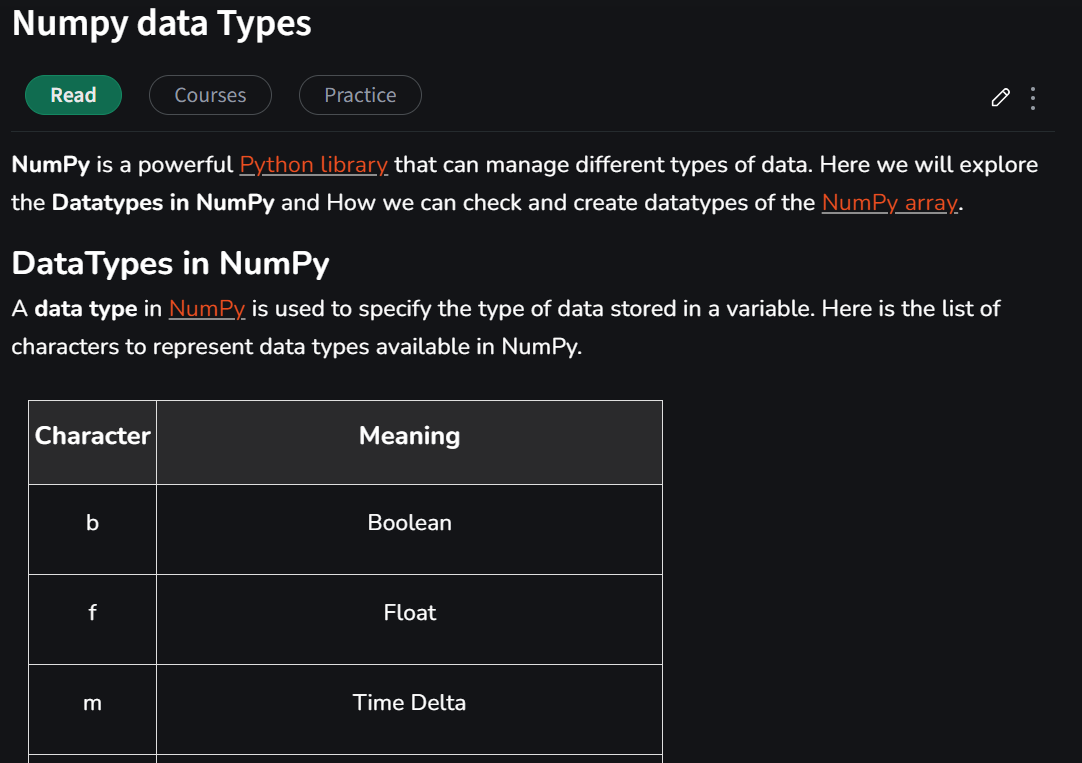 Numpy data Types
Read Courses Practice
NumPy is a powerful Python library that can manage different types of data. Here we will explore
the Datatypes in NumPy and How we can check and create datatypes of the NumPy array.
DataTypes in NumPy
A data type in NumPy is used to specify the type of data stored in a variable. Here is the list of
characters to represent data types available in NumPy.
Character Meaning
b Boolean
f Float
m Time Delta